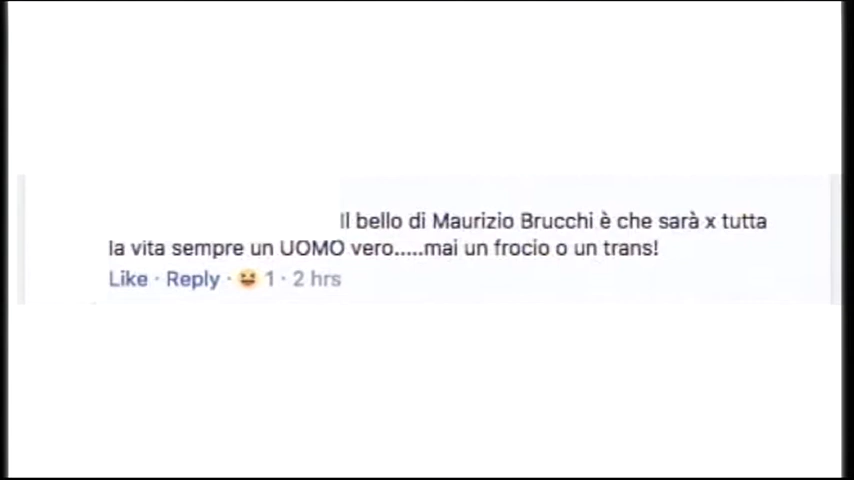 Il bello di Maurizio Brucchi è che sarà x tutta
la vita sempre un UOMO vero.....mai un frocio o un trans!
Like · Reply · 😆 1 · 2 hrs